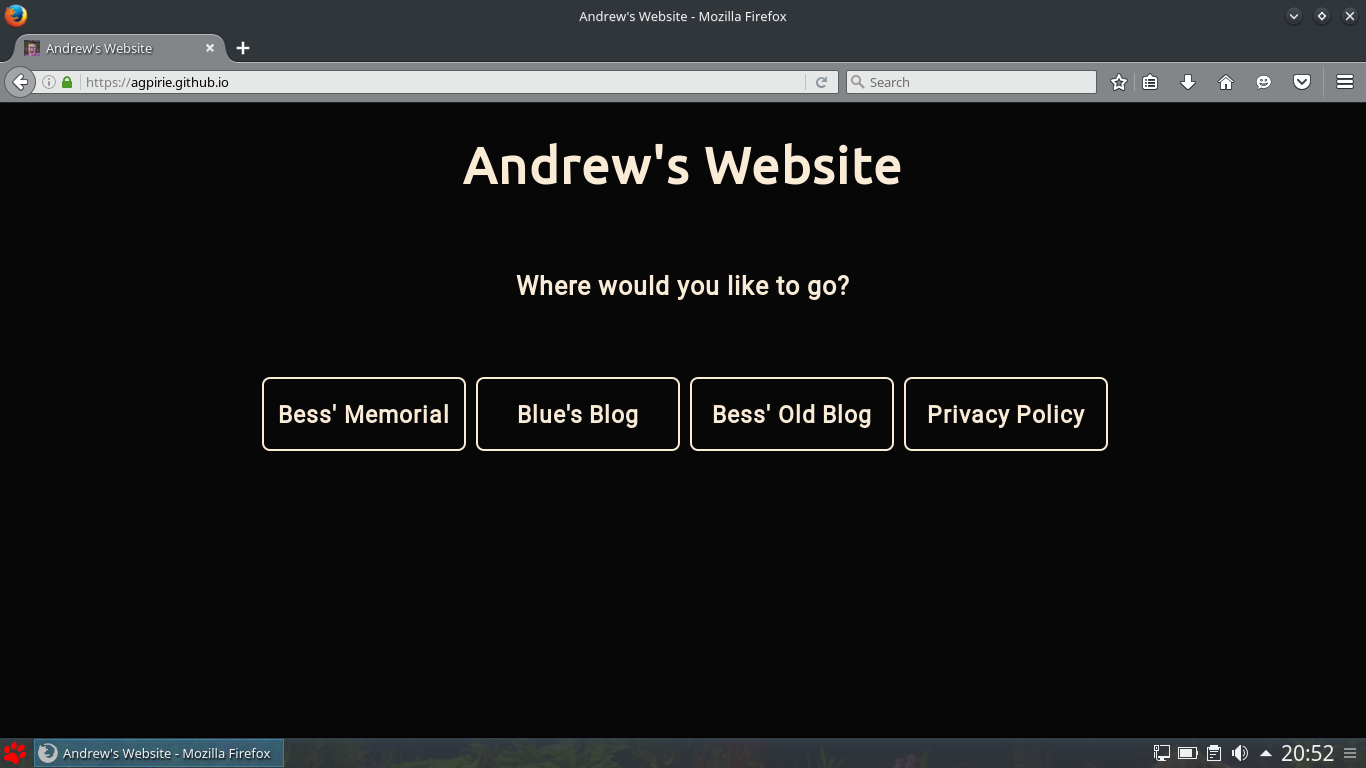 Andrew's Website - Mozilla Firefox
Andrew's Website
https://agpirie.github.io
Search
Andrew's Website
Where would you like to go?
Bess' Memorial Blue's Blog Bess' Old Blog Privacy Policy
Andrew's Website - Mozilla Firefox 20:52